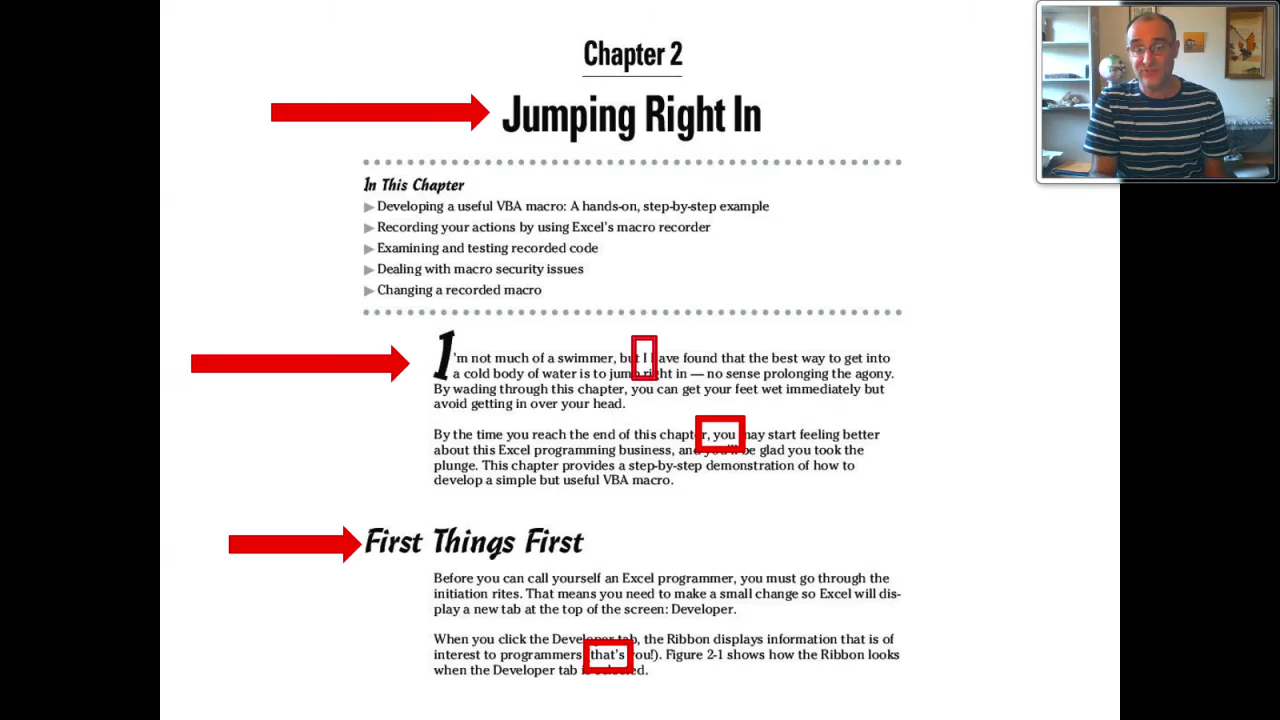 Chapter 2
Jumping Right In
In This Chapter
▶ Developing a useful VBA macro: A hands-on, step-by-step example
▶ Recording your actions by using Excel’s macro recorder
▶ Examining and testing recorded code
▶ Dealing with macro security issues
▶ Changing a recorded macro
I’m not much of a swimmer, but I have found that the best way to get into
a cold body of water is to jump right in — no sense prolonging the agony.
By wading through this chapter, you can get your feet wet immediately but
avoid getting in over your head.
By the time you reach the end of this chapter, you may start feeling better
about this Excel programming business, and you’ll be glad you took the
plunge. This chapter provides a step-by-step demonstration of how to
develop a simple but useful VBA macro.
First Things First
Before you can call yourself an Excel programmer, you must go through the
initiation rites. That means you need to make a small change so Excel will dis-
play a new tab at the top of the screen: Developer.
When you click the Developer tab, the Ribbon displays information that is of
interest to programmers (that’s you!). Figure 2-1 shows how the Ribbon looks
when the Developer tab is selected.